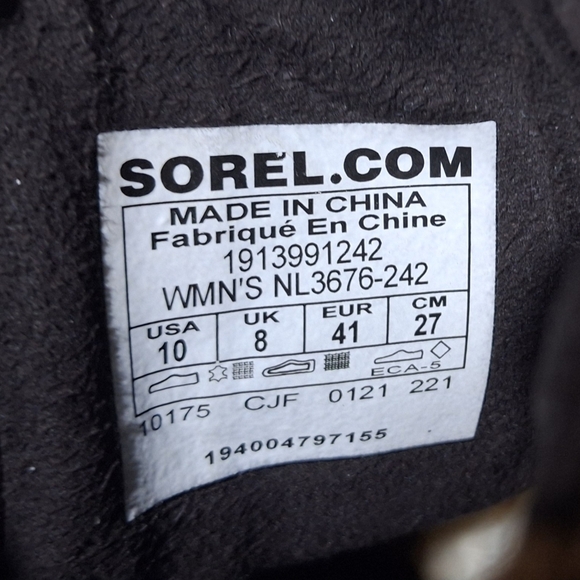 SOREL.COM
MADE IN CHINA
Fabriqué En Chine
1913991242
WMN'S NL3676-242
USA UK EUR CM
10 8 41 27
ECA-5
10175 CJF 0121 221
194004797155